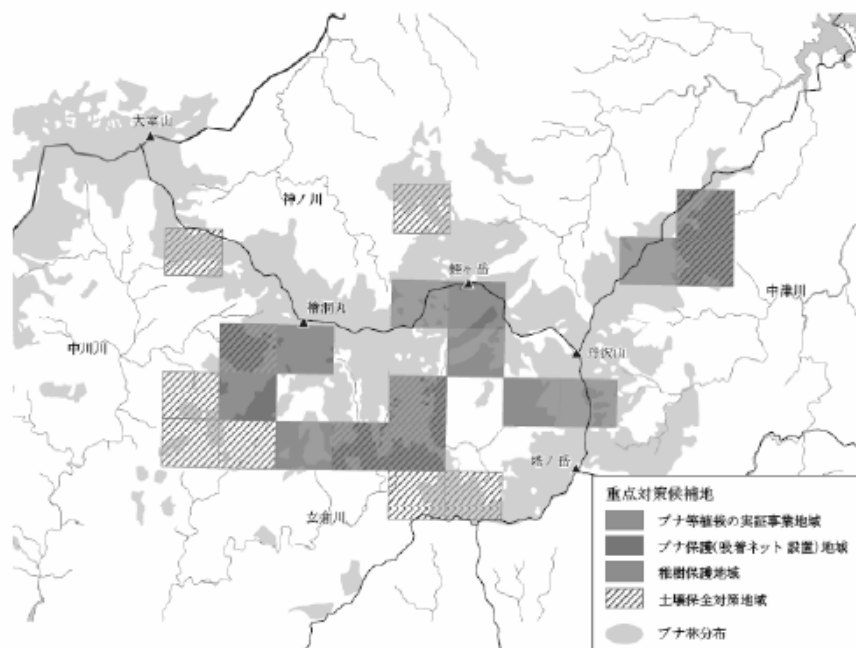 大室山
神ノ川
蛭ヶ岳
中津川
檜洞丸
中川川
丹沢山
塔ノ岳
玄倉川
重点対策候補地
ブナ等植栽の実証事業地域
ブナ保護(吸着ネット設置)地域
稚樹保護地域
土壌保全対策地域
ブナ林分布